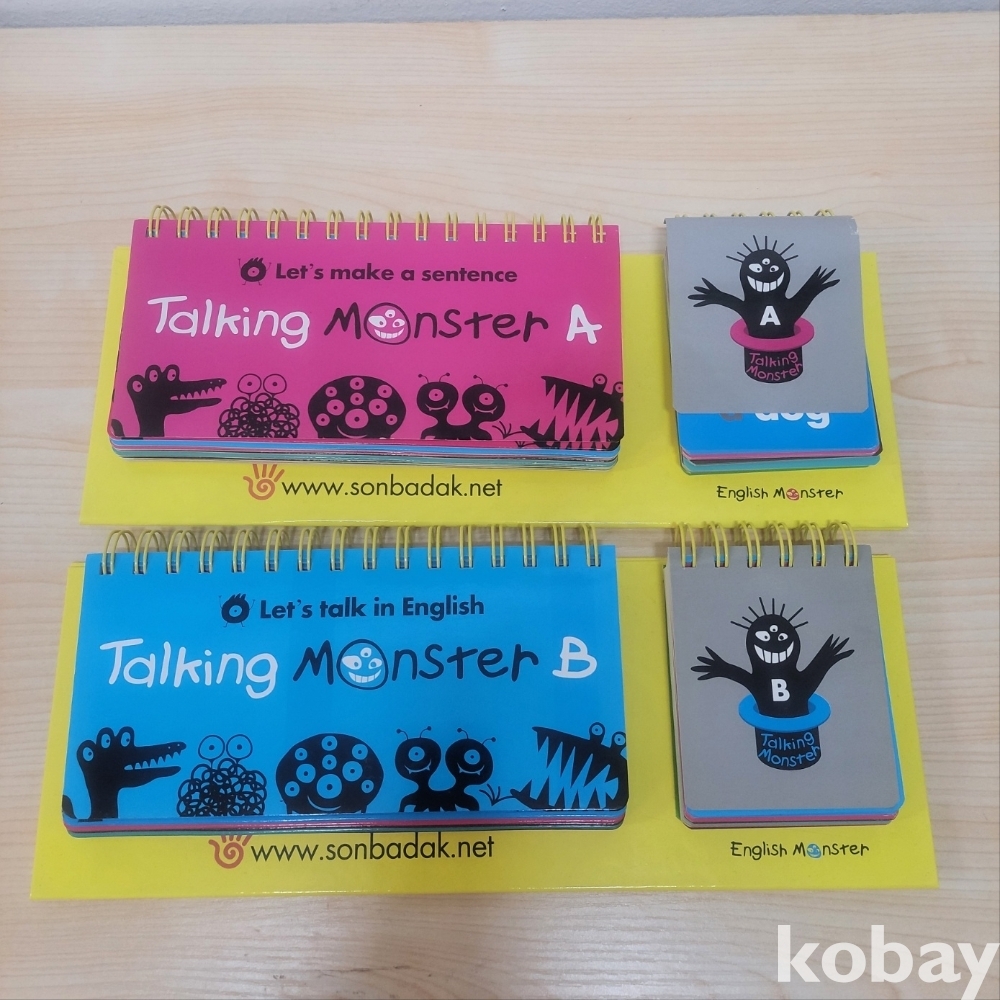 Let's make a sentence
Talking Monster A
A
Talking
Monster
dog
www.sonbadak.net
English Monster
Let's talk in English
Talking Monster B
B
Talking
Monster
www.sonbadak.net
English Monster
kobay